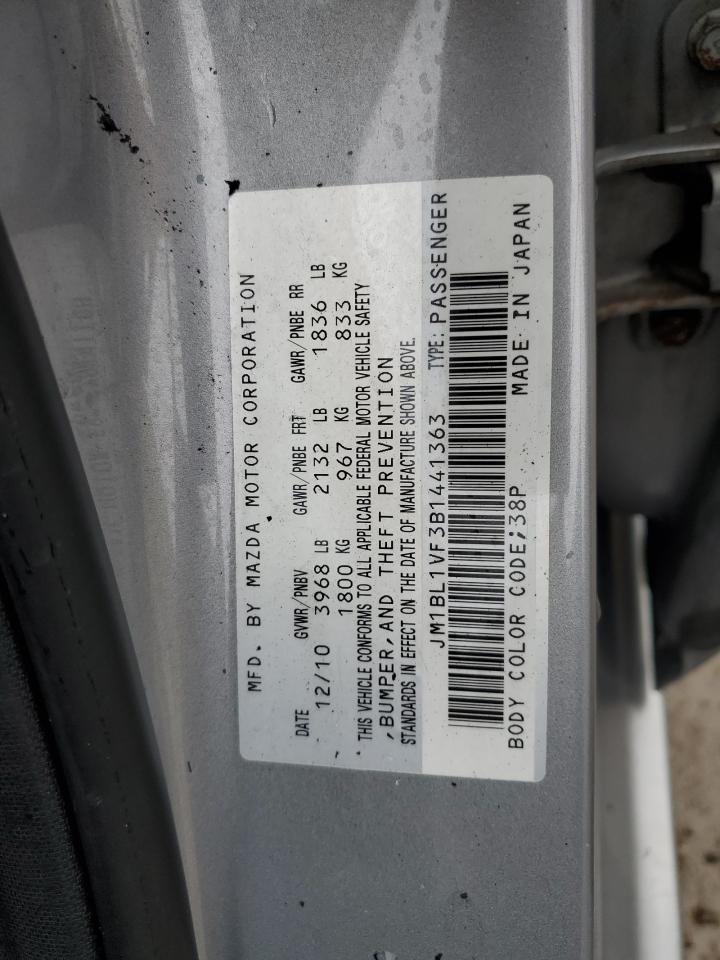 MFD. BY MAZDA MOTOR CORPORATION
DATE GVWR/PNBV GAWR/PNBE FRT GAWR/PNBE RR
12/10 3968 LB 2132 LB 1836 LB
1800 KG 967 KG 833 KG
THIS VEHICLE CONFORMS TO ALL APPLICABLE FEDERAL MOTOR VEHICLE SAFETY
,BUMPER,AND THEFT PREVENTION
STANDARDS IN EFFECT ON THE DATE OF MANUFACTURE SHOWN ABOVE.
JM1BL1VF3B1441363 TYPE: PASSENGER
BODY COLOR CODE;38P MADE IN JAPAN